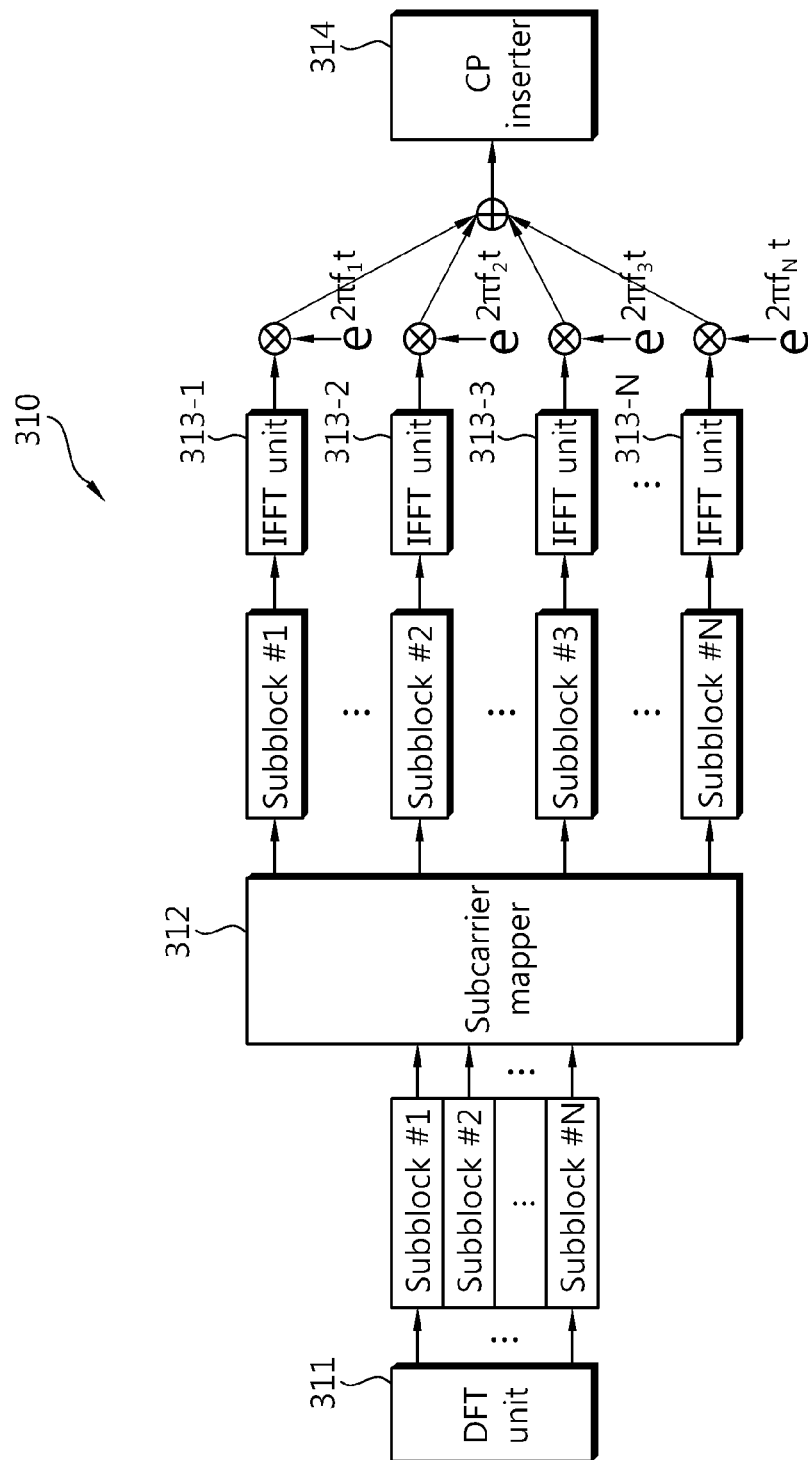 310
311
DFT
unit
...
Subblock #1
Subblock #2
...
Subblock #N
...
312
Subcarrier
mapper
Subblock #1
...
Subblock #2
...
Subblock #3
...
Subblock #N
313-1
IFFT unit
313-2
IFFT unit
313-3
IFFT unit
...
313-N
IFFT unit
e^2πf₁t
e^2πf₂t
e^2πf₃t
e^2πf_N t
314
CP
inserter